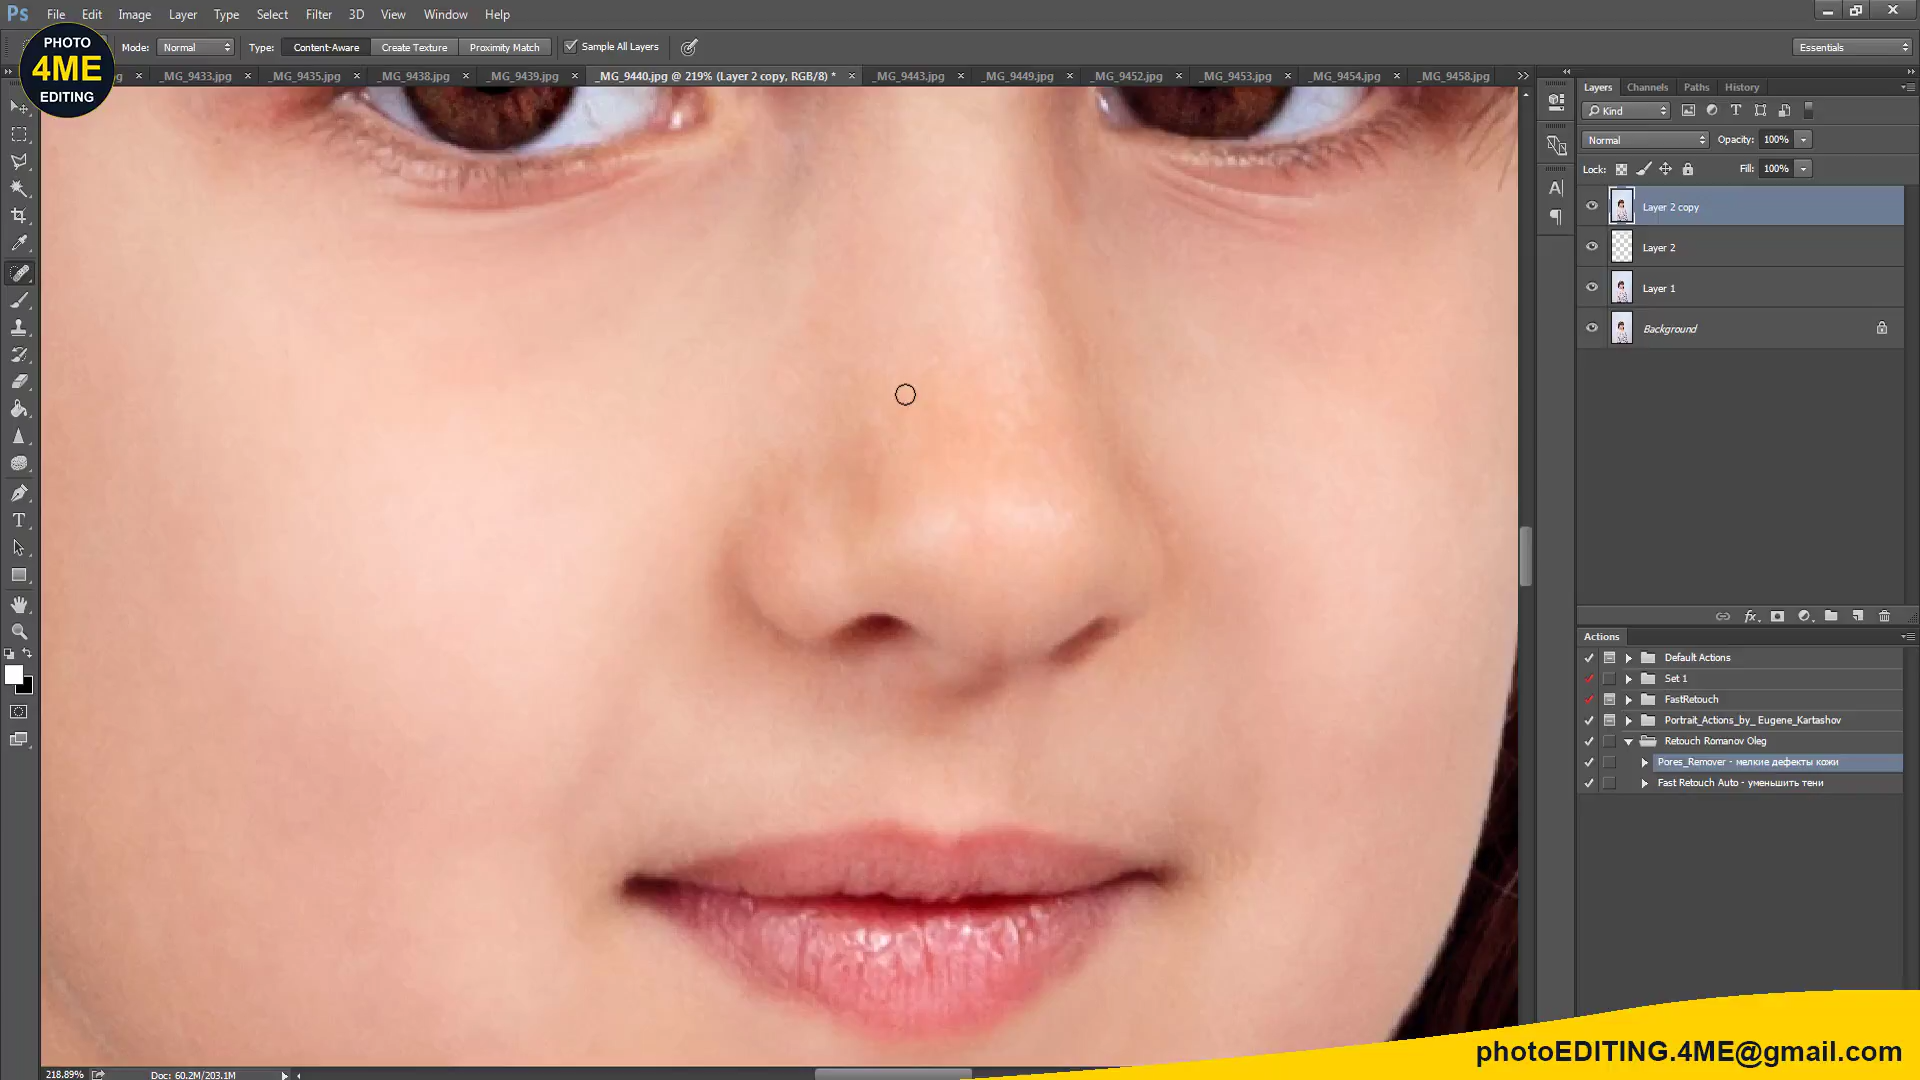 Ps File Edit Image Layer Type Select Filter 3D View Window Help
PHOTO
4ME
EDITING
Mode: Normal Type: Content-Aware Create Texture Proximity Match Sample All Layers Essentials
_MG_9433.jpg × _MG_9435.jpg × _MG_9438.jpg × _MG_9439.jpg × _MG_9440.jpg @ 219% (Layer 2 copy, RGB/8) * × _MG_9443.jpg × _MG_9449.jpg × _MG_9452.jpg × _MG_9453.jpg × _MG_9454.jpg × _MG_9458.jpg
Layers Channels Paths History
Kind
Normal Opacity: 100%
Lock: Fill: 100%
Layer 2 copy
Layer 2
Layer 1
Background
fx
Actions
Default Actions
Set 1
FastRetouch
Portrait_Actions_by_ Eugene_Kartashov
Retouch Romanov Oleg
Pores_Remover - мелкие дефекты кожи
Fast Retouch Auto - уменьшить тени
photoEDITING.4ME@gmail.com
218.89% Doc: 60.2M/203.1M